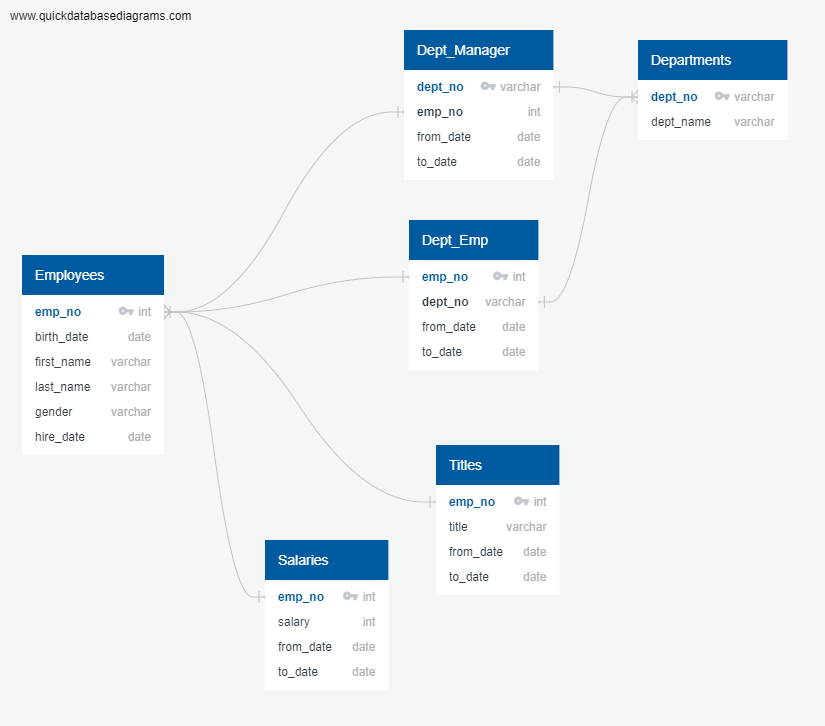 www.quickdatabasediagrams.com
Dept_Manager
dept_no varchar
emp_no int
from_date date
to_date date
Departments
dept_no varchar
dept_name varchar
Dept_Emp
emp_no int
dept_no varchar
from_date date
to_date date
Employees
emp_no int
birth_date date
first_name varchar
last_name varchar
gender varchar
hire_date date
Titles
emp_no int
title varchar
from_date date
to_date date
Salaries
emp_no int
salary int
from_date date
to_date date